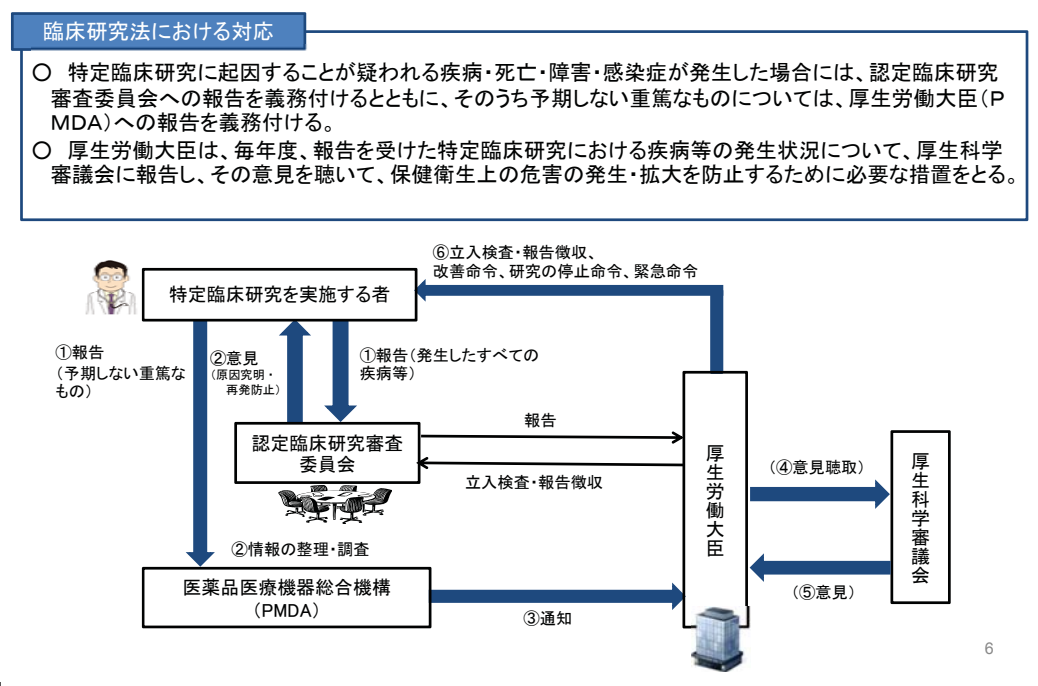 臨床研究法における対応
○ 特定臨床研究に起因することが疑われる疾病・死亡・障害・感染症が発生した場合には、認定臨床研究
審査委員会への報告を義務付けるとともに、そのうち予期しない重篤なものについては、厚生労働大臣(P
MDA)への報告を義務付ける。
○ 厚生労働大臣は、毎年度、報告を受けた特定臨床研究における疾病等の発生状況について、厚生科学
審議会に報告し、その意見を聴いて、保健衛生上の危害の発生・拡大を防止するために必要な措置をとる。
⑥立入検査・報告徴収、
改善命令、研究の停止命令、緊急命令
特定臨床研究を実施する者
①報告
(予期しない重篤な
もの)
②意見
(原因究明・
再発防止)
①報告(発生したすべての
疾病等)
認定臨床研究審査
委員会
報告
立入検査・報告徴収
厚生労働大臣
(④意見聴取)
(⑤意見)
厚生科学審議会
②情報の整理・調査
医薬品医療機器総合機構
(PMDA)
③通知
6